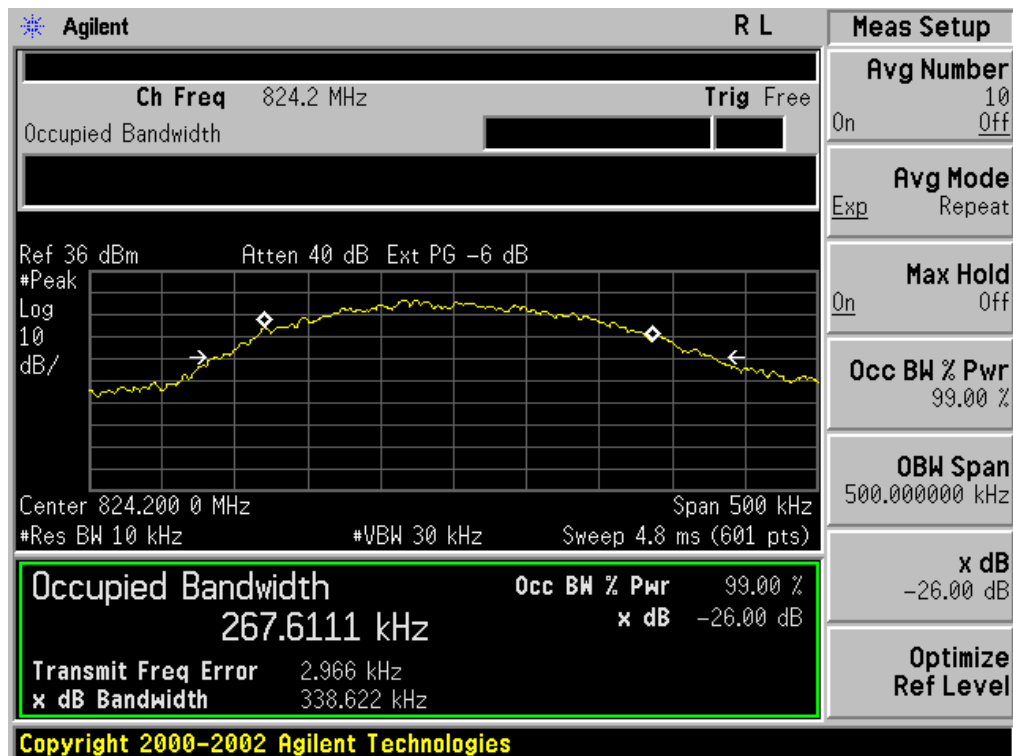 Agilent R L
Ch Freq 824.2 MHz Trig Free
Occupied Bandwidth
Ref 36 dBm Atten 40 dB Ext PG -6 dB
#Peak
Log
10
dB/
Center 824.200 0 MHz Span 500 kHz
#Res BW 10 kHz #VBW 30 kHz Sweep 4.8 ms (601 pts)
Occupied Bandwidth Occ BW % Pwr 99.00 %
267.6111 kHz x dB -26.00 dB
Transmit Freq Error 2.966 kHz
x dB Bandwidth 338.622 kHz
Copyright 2000-2002 Agilent Technologies
Meas Setup
Avg Number
10
On Off
Avg Mode
Exp Repeat
Max Hold
On Off
Occ BW % Pwr
99.00 %
OBW Span
500.000000 kHz
x dB
-26.00 dB
Optimize
Ref Level